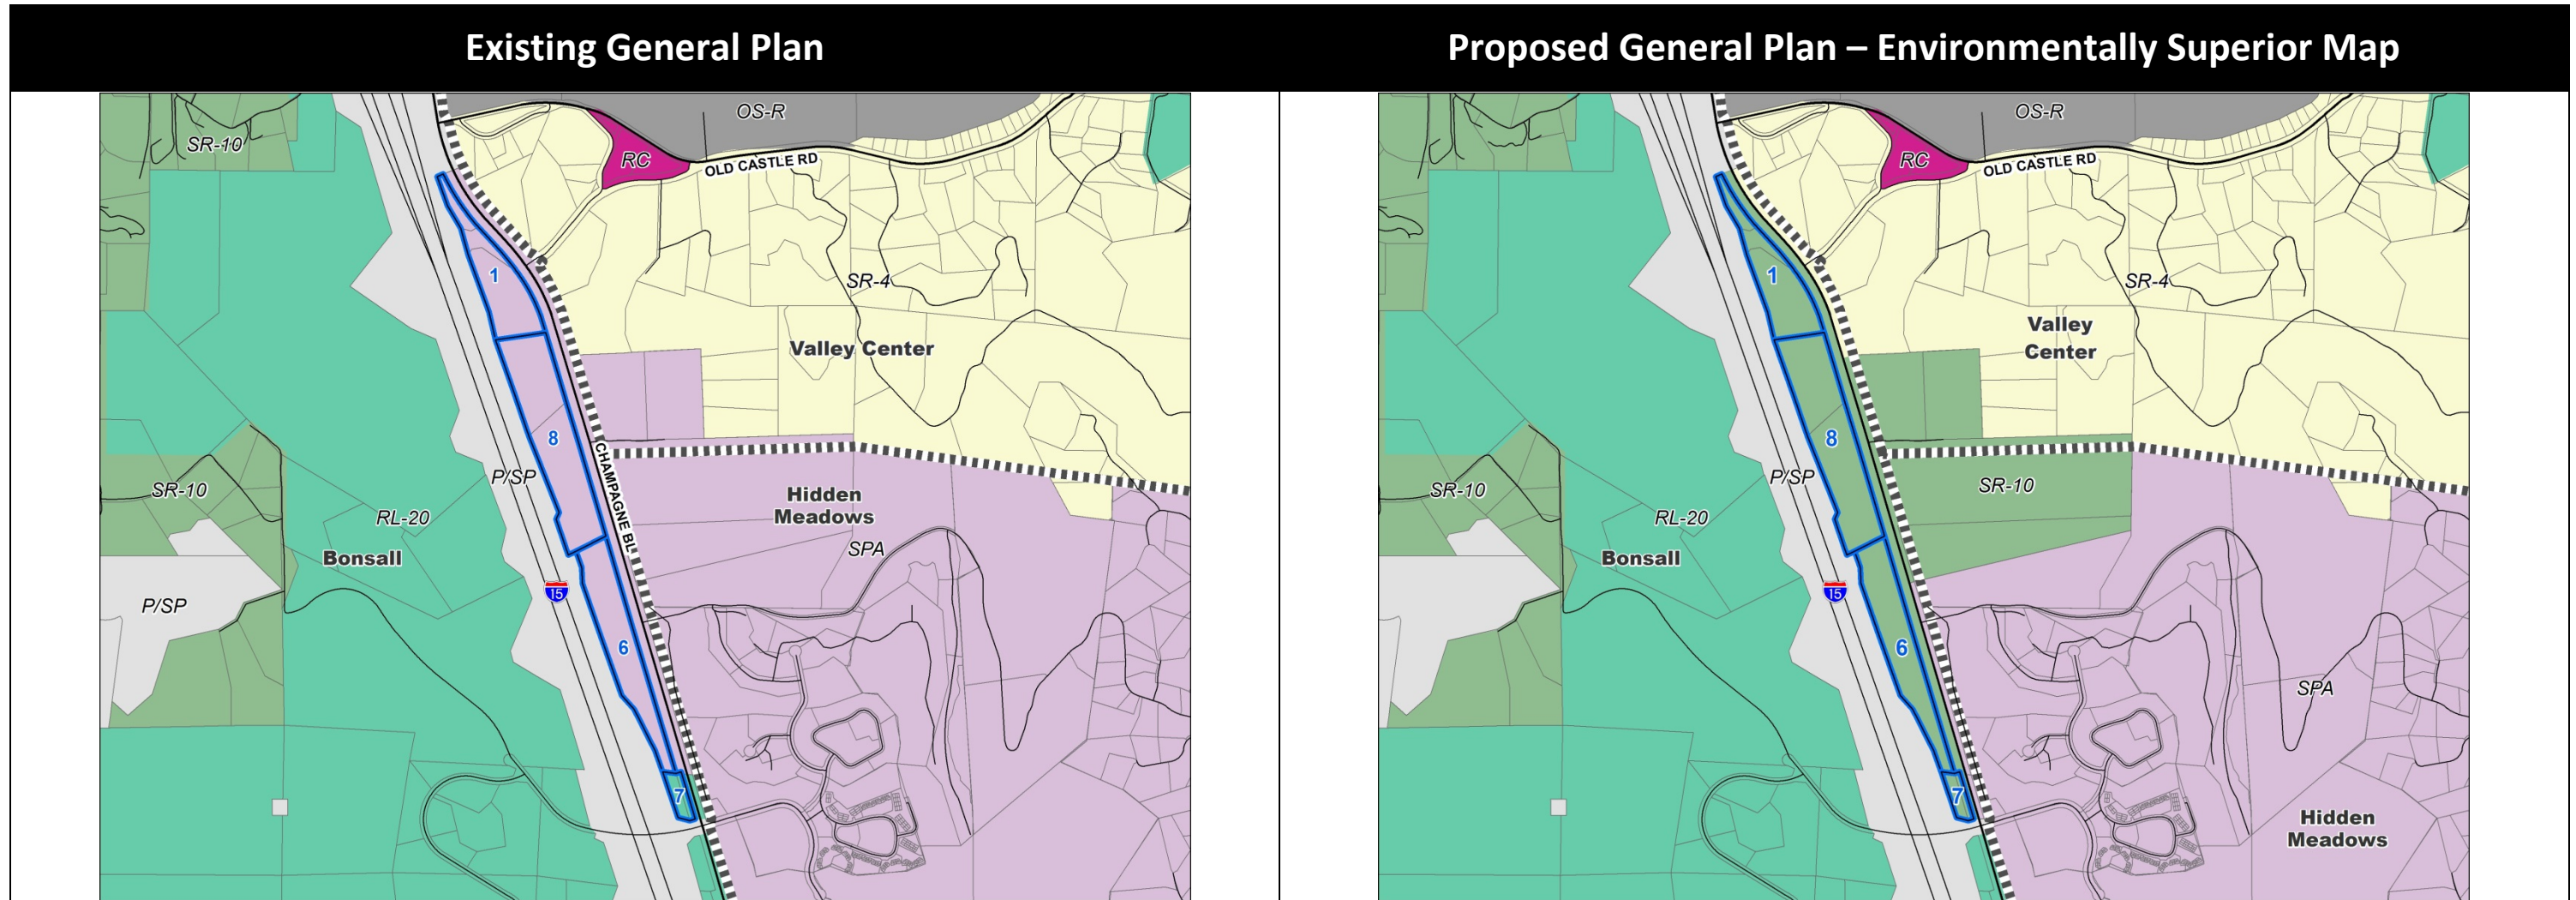 Existing General Plan
Proposed General Plan – Environmentally Superior Map
OS-R
SR-10
RC
OLD CASTLE RD
1
SR-4
Valley Center
8
CHAMPAGNE BL
P/SP
SR-10
Hidden
Meadows
RL-20
SPA
Bonsall
15
P/SP
6
7
OS-R
RC
OLD CASTLE RD
1
SR-4
Valley
Center
8
P/SP
SR-10
SR-10
RL-20
Bonsall
15
6
SPA
7
Hidden
Meadows